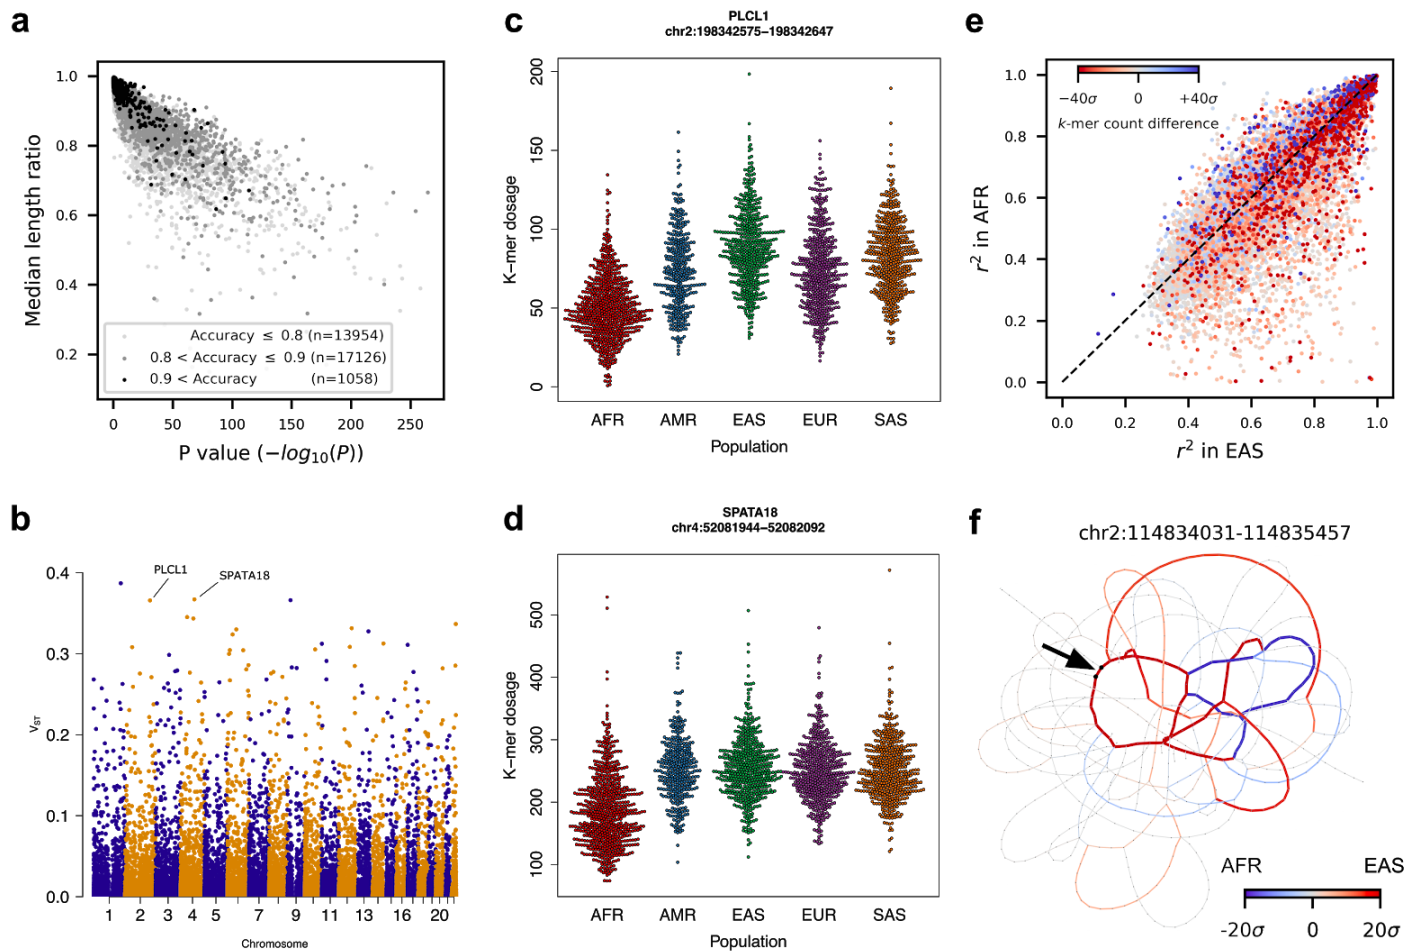 a
1.0
0.8
0.6
0.4
0.2
Median length ratio
Accuracy ≤ 0.8 (n=13954)
0.8 < Accuracy ≤ 0.9 (n=17126)
0.9 < Accuracy (n=1058)
0 50 100 150 200 250
P value (−log10(P))
b
0.4
0.3
0.2
0.1
0.0
VST
PLCL1
SPATA18
1 2 3 4 5 7 9 11 13 16 20
Chromosome
c
PLCL1
chr2:198342575−198342647
200
150
100
50
0
K−mer dosage
AFR AMR EAS EUR SAS
Population
d
SPATA18
chr4:52081944−52082092
500
400
300
200
100
K−mer dosage
AFR AMR EAS EUR SAS
Population
e
−40σ 0 +40σ
k-mer count difference
1.0
0.8
0.6
0.4
0.2
0.0
r² in AFR
0.0 0.2 0.4 0.6 0.8 1.0
r² in EAS
f
chr2:114834031-114835457
AFR EAS
-20σ 0 20σ